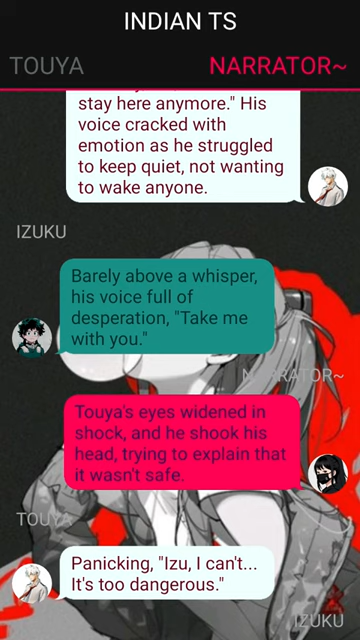 INDIAN TS
TOUYA
NARRATOR~
stay here anymore." His
voice cracked with
emotion as he struggled
to keep quiet, not wanting
to wake anyone.
IZUKU
Barely above a whisper,
his voice full of
desperation, "Take me
with you."
NARRATOR~
Touya's eyes widened in
shock, and he shook his
head, trying to explain that
it wasn't safe.
TOUYA
Panicking, "Izu, I can't...
It's too dangerous."
IZUKU